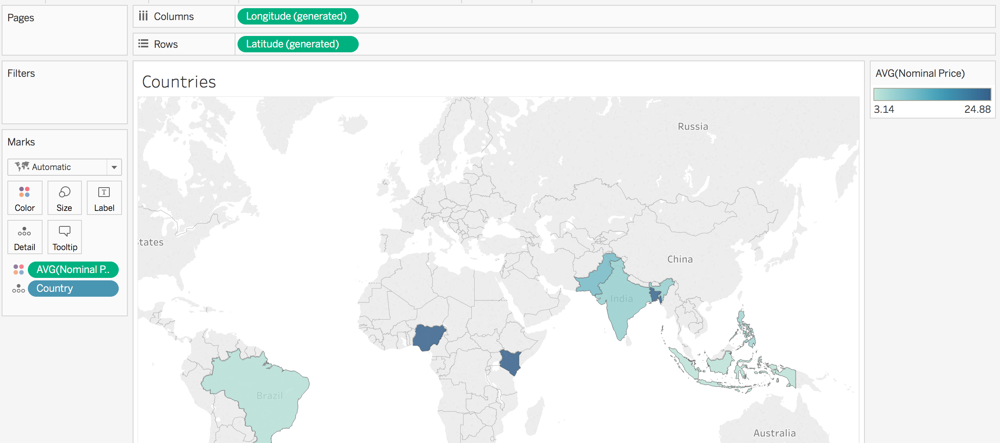 Pages
Columns
Longitude (generated)
Rows
Latitude (generated)
Filters
Countries
AVG(Nominal Price)
3.14
24.88
Marks
Automatic
Color
Size
Label
Detail
Tooltip
AVG(Nominal P..
Country
Russia
tates
China
India
Brazil
Australia